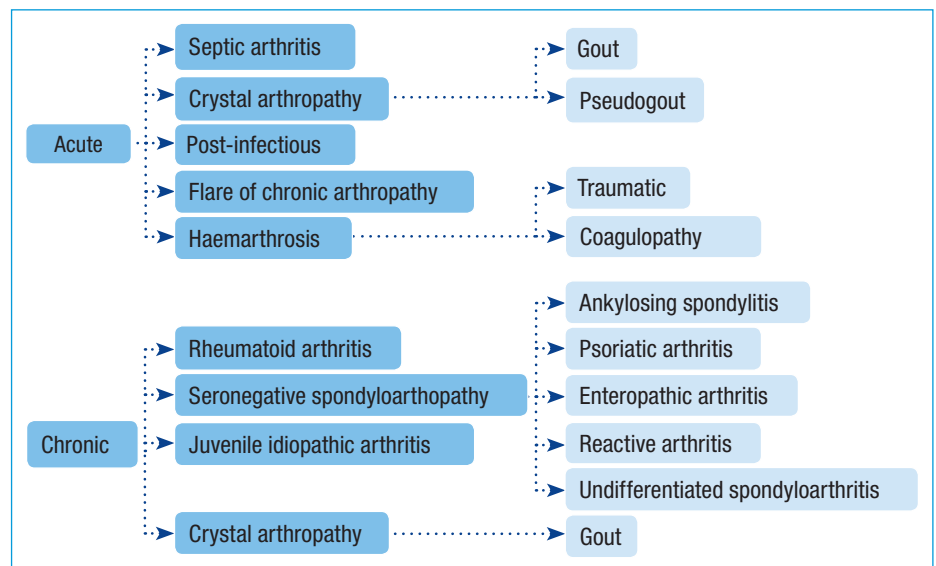 Acute
Septic arthritis
Crystal arthropathy
Gout
Pseudogout
Post-infectious
Flare of chronic arthropathy
Haemarthrosis
Traumatic
Coagulopathy
Chronic
Rheumatoid arthritis
Seronegative spondyloarthopathy
Ankylosing spondylitis
Psoriatic arthritis
Enteropathic arthritis
Reactive arthritis
Undifferentiated spondyloarthritis
Juvenile idiopathic arthritis
Crystal arthropathy
Gout